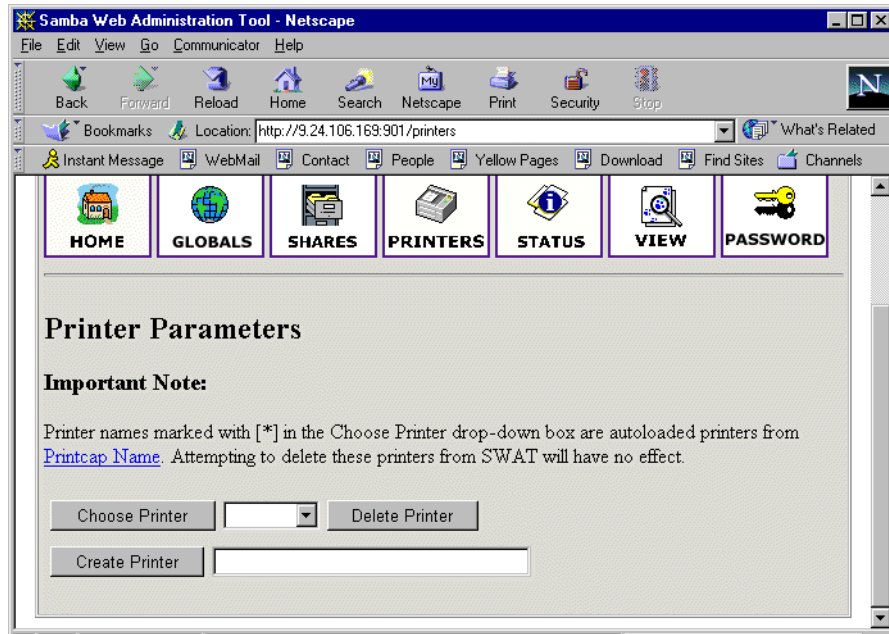 Samba Web Administration Tool - Netscape
File Edit View Go Communicator Help
My
Back Forward Reload Home Search Netscape Print Security Stop
N
Bookmarks Location: http://9.24.106.169:901/printers What's Related
Instant Message WebMail Contact People Yellow Pages Download Find Sites Channels
HOME GLOBALS SHARES PRINTERS STATUS VIEW PASSWORD
Printer Parameters
Important Note:
Printer names marked with [*] in the Choose Printer drop-down box are autoloaded printers from
Printcap Name. Attempting to delete these printers from SWAT will have no effect.
Choose Printer Delete Printer
Create Printer